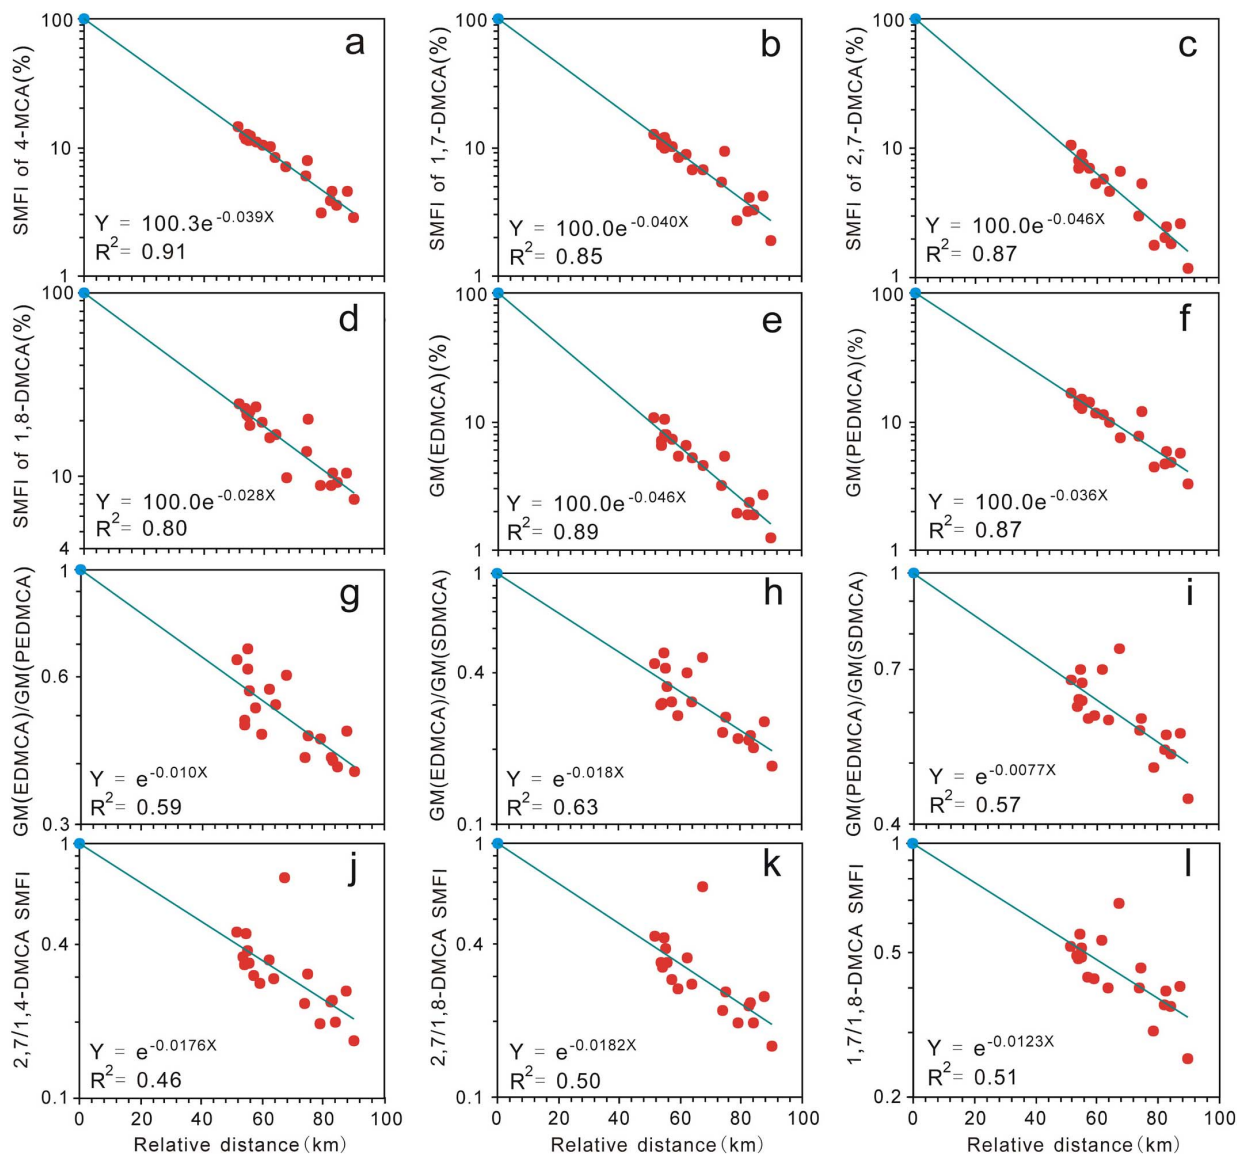 SMFI of 4-MCA(%)
100
10
1
a
Y = 100.3e^-0.039X
R^2= 0.91
SMFI of 1,7-DMCA(%)
100
10
1
b
Y = 100.0e^-0.040X
R^2= 0.85
SMFI of 2,7-DMCA(%)
100
10
1
c
Y = 100.0e^-0.046X
R^2= 0.87
SMFI of 1,8-DMCA(%)
100
10
4
d
Y = 100.0e^-0.028X
R^2= 0.80
GM(EDMCA)(%)
100
10
1
e
Y = 100.0e^-0.046X
R^2= 0.89
GM(PEDMCA)(%)
100
10
1
f
Y = 100.0e^-0.036X
R^2= 0.87
GM(EDMCA)/GM(PEDMCA)
1
0.6
0.3
g
Y = e^-0.010X
R^2= 0.59
GM(EDMCA)/GM(SDMCA)
1
0.4
0.1
h
Y = e^-0.018X
R^2= 0.63
GM(PEDMCA)/GM(SDMCA)
1
0.7
0.4
i
Y = e^-0.0077X
R^2= 0.57
2,7/1,4-DMCA SMFI
1
0.4
0.1
j
Y = e^-0.0176X
R^2= 0.46
0 20 40 60 80 100
Relative distance(km)
2,7/1,8-DMCA SMFI
1
0.4
0.1
k
Y = e^-0.0182X
R^2= 0.50
0 20 40 60 80 100
Relative distance(km)
1,7/1,8-DMCA SMFI
1
0.5
0.2
l
Y = e^-0.0123X
R^2= 0.51
0 20 40 60 80 100
Relative distance(km)